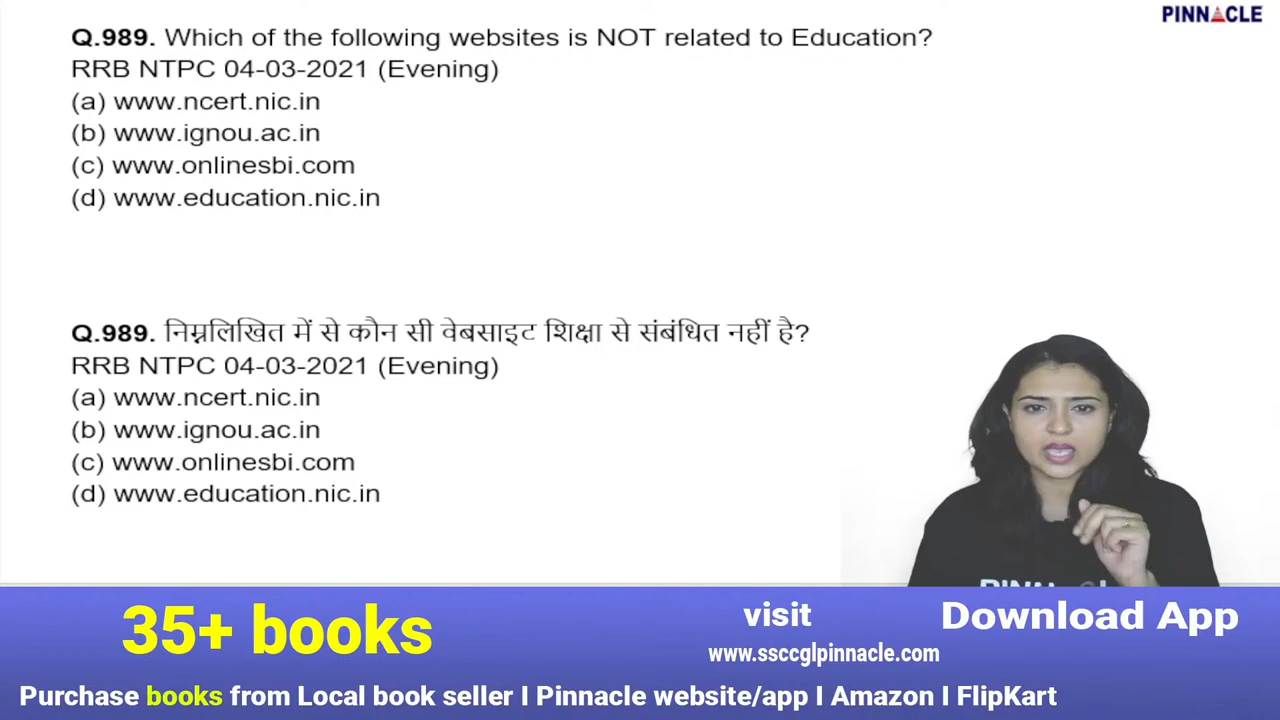 PINNACLE
Q.989. Which of the following websites is NOT related to Education?
RRB NTPC 04-03-2021 (Evening)
(a) www.ncert.nic.in
(b) www.ignou.ac.in
(c) www.onlinesbi.com
(d) www.education.nic.in
Q.989. निम्नलिखित में से कौन सी वेबसाइट शिक्षा से संबंधित नहीं है?
RRB NTPC 04-03-2021 (Evening)
(a) www.ncert.nic.in
(b) www.ignou.ac.in
(c) www.onlinesbi.com
(d) www.education.nic.in
35+ books
visit
www.ssccglpinnacle.com
Download App
Purchase books from Local book seller I Pinnacle website/app I Amazon I FlipKart